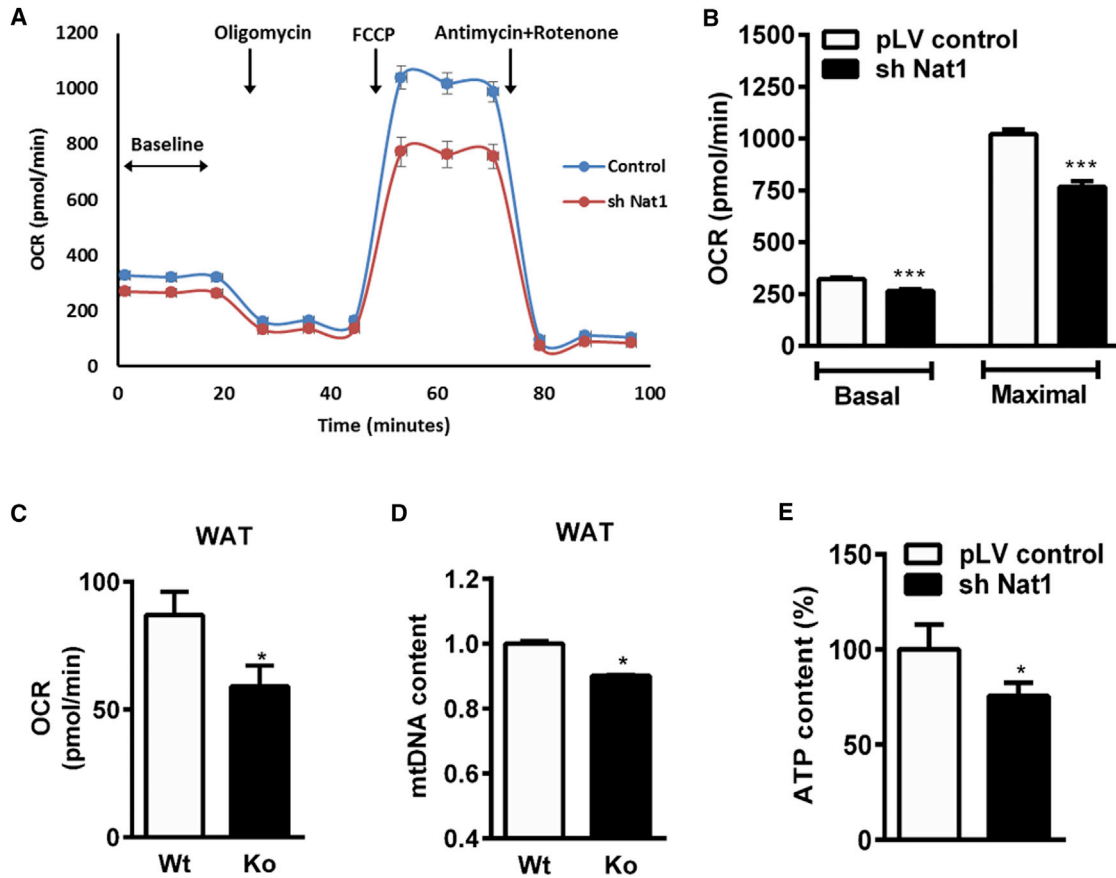 A
1200
1000
800
600
400
200
0
OCR (pmol/min)
Oligomycin
FCCP
Antimycin+Rotenone
Baseline
Control
sh Nat1
0 20 40 60 80 100
Time (minutes)
B
pLV control
sh Nat1
1500
1250
1000
750
500
250
0
OCR (pmol/min)
***
***
Basal
Maximal
C
WAT
100
50
0
OCR
(pmol/min)
*
Wt Ko
D
WAT
1.2
1.0
0.8
0.6
0.4
mtDNA content
*
Wt Ko
E
pLV control
sh Nat1
150
100
50
0
ATP content (%)
*